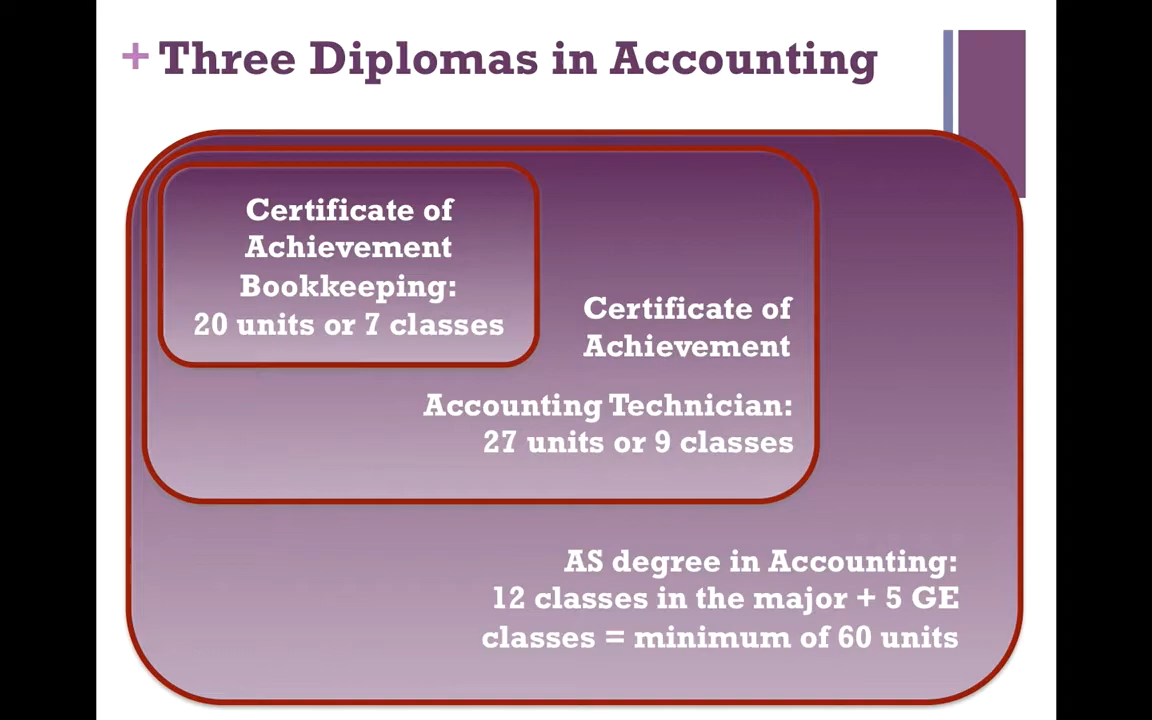 + Three Diplomas in Accounting
Certificate of
Achievement
Bookkeeping:
20 units or 7 classes
Certificate of
Achievement
Accounting Technician:
27 units or 9 classes
AS degree in Accounting:
12 classes in the major + 5 GE
classes = minimum of 60 units